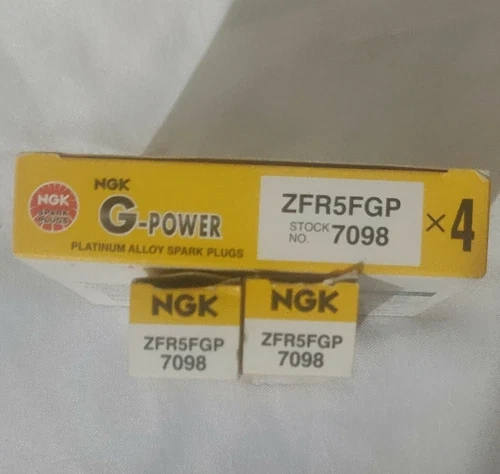 NGK
SPARK
PLUGS
NGK
G-POWER
PLATINUM ALLOY SPARK PLUGS
ZFR5FGP
STOCK NO. 7098
×4
NGK
ZFR5FGP
7098
NGK
ZFR5FGP
7098